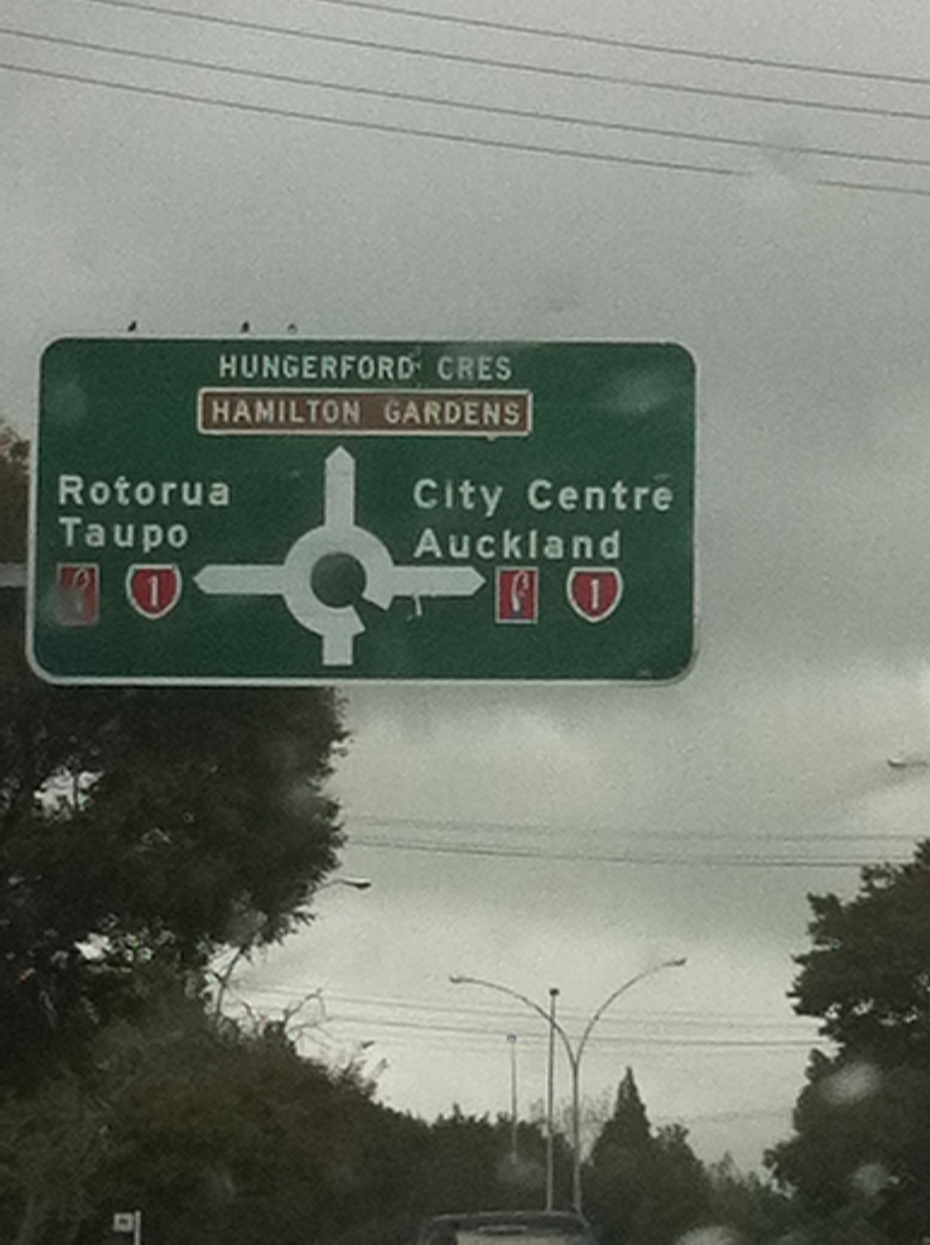 HUNGERFORD CRES
HAMILTON GARDENS
Rotorua
Taupo
1
City Centre
Auckland
1